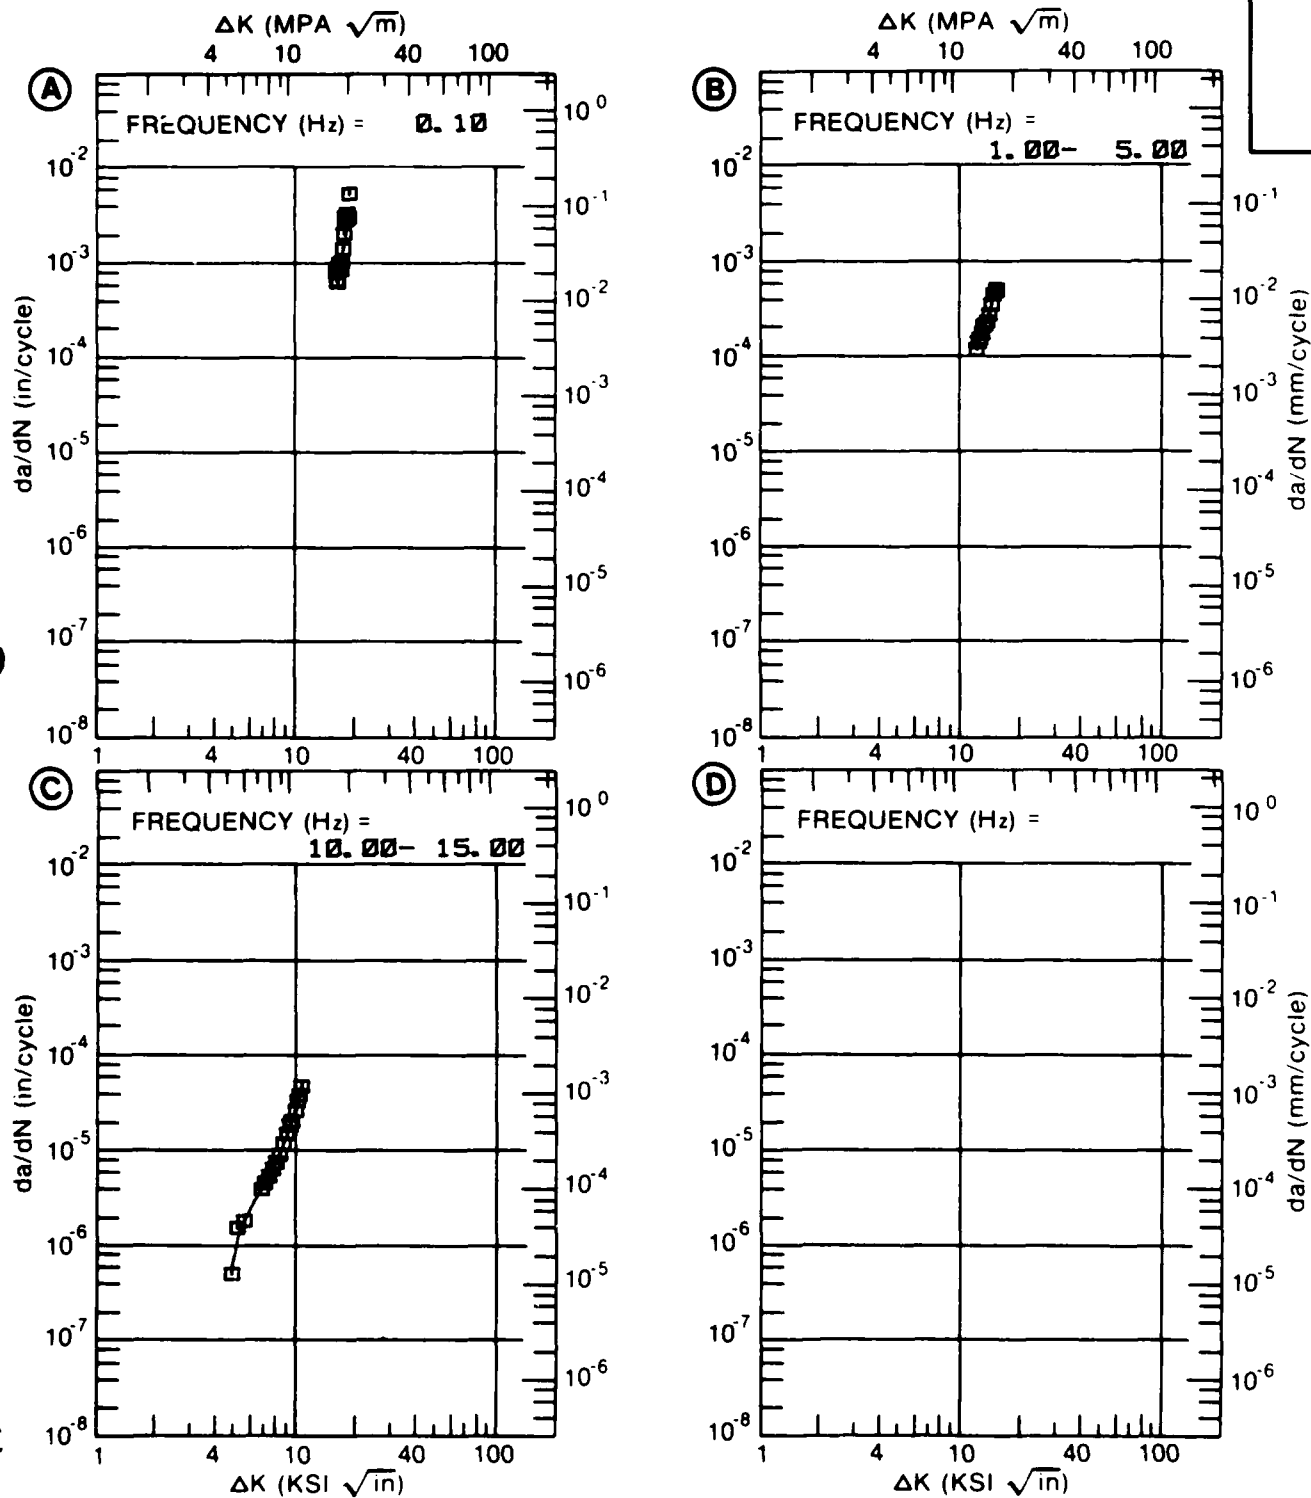 ΔK (MPA √m)
4 10 40 100
A
FREQUENCY (Hz) = 0.10
10^-2
10^-3
10^-4
10^-5
10^-6
10^-7
10^-8
da/dN (in/cycle)
10^0
10^-1
10^-2
10^-3
10^-4
10^-5
10^-6
1 4 10 40 100
ΔK (MPA √m)
4 10 40 100
B
FREQUENCY (Hz) =
1.00- 5.00
10^-2
10^-3
10^-4
10^-5
10^-6
10^-7
10^-8
10^-1
10^-2
10^-3
10^-4
10^-5
10^-6
da/dN (mm/cycle)
1 4 10 40 100
C
FREQUENCY (Hz) =
10.00- 15.00
10^-2
10^-3
10^-4
10^-5
10^-6
10^-7
10^-8
da/dN (in/cycle)
10^0
10^-1
10^-2
10^-3
10^-4
10^-5
10^-6
1 4 10 40 100
ΔK (KSI √in)
D
FREQUENCY (Hz) =
10^-2
10^-3
10^-4
10^-5
10^-6
10^-7
10^-8
10^0
10^-1
10^-2
10^-3
10^-4
10^-5
10^-6
da/dN (mm/cycle)
1 4 10 40 100
ΔK (KSI √in)